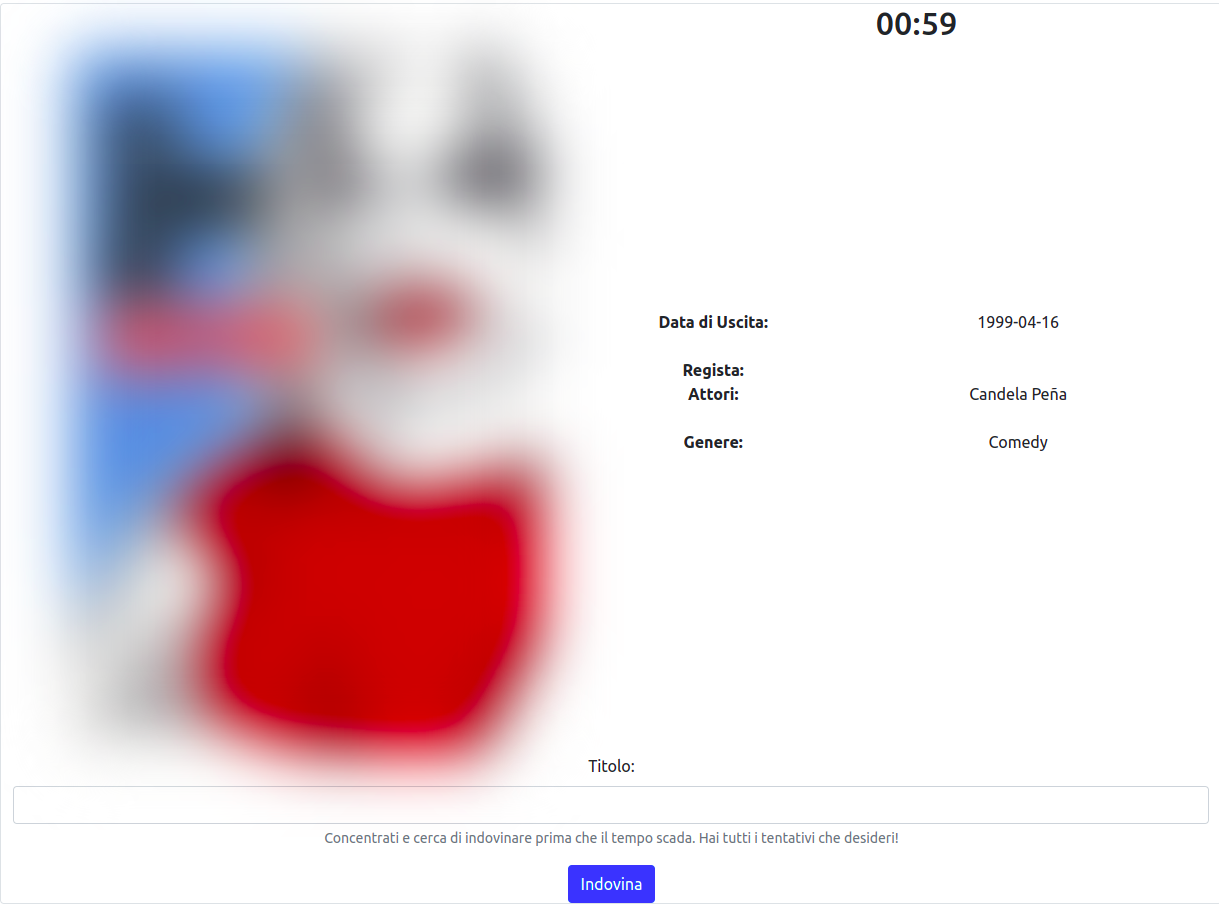 00:59
Data di Uscita: 1999-04-16
Regista:
Attori: Candela Peña
Genere: Comedy
Titolo:
Concentrati e cerca di indovinare prima che il tempo scada. Hai tutti i tentativi che desideri!
Indovina